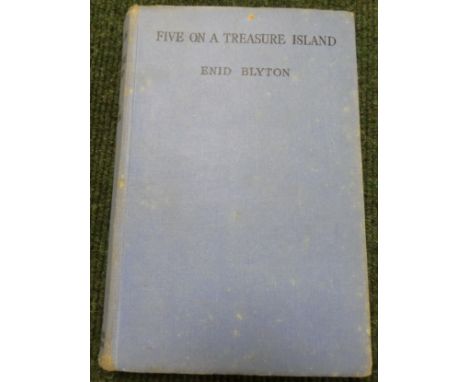 FIVE ON A TREASURE ISLAND
ENID BLYTON